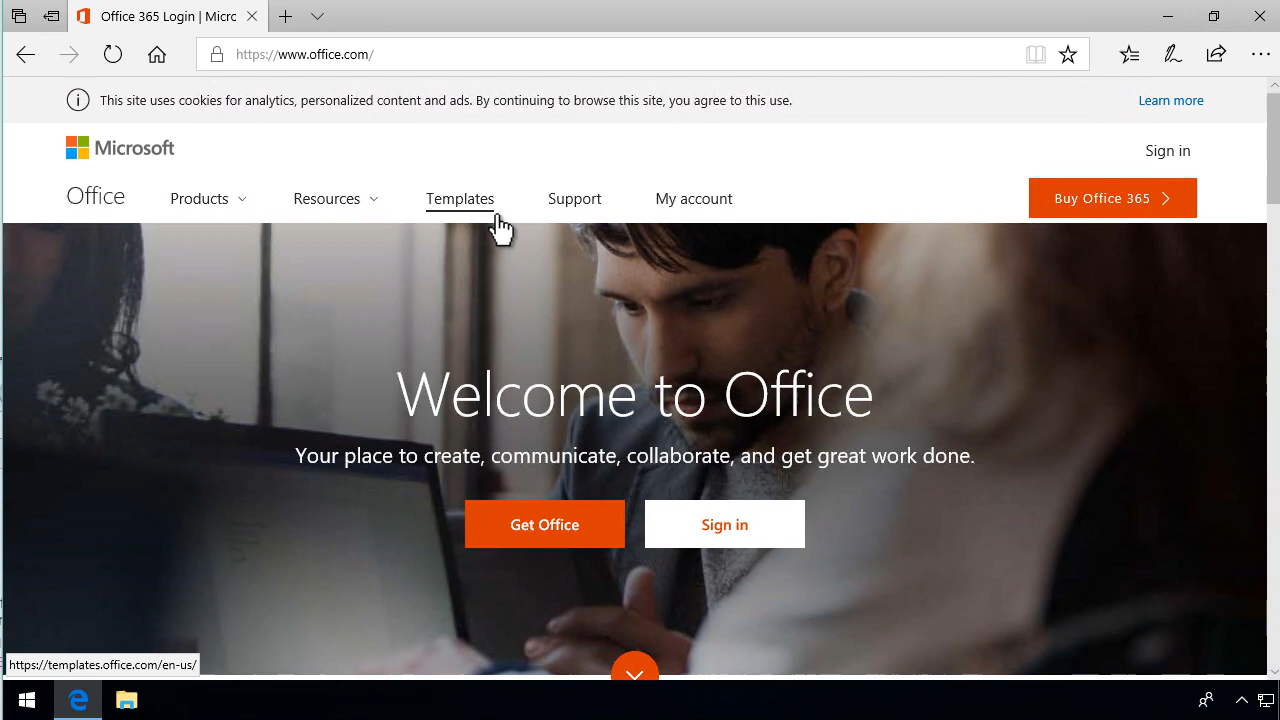 Office 365 Login | Micr
https://www.office.com/
This site uses cookies for analytics, personalized content and ads. By continuing to browse this site, you agree to this use.
Learn more
Microsoft
Sign in
Office
Products
Resources
Templates
Support
My account
Buy Office 365
Welcome to Office
Your place to create, communicate, collaborate, and get great work done.
Get Office
Sign in
https://templates.office.com/en-us/